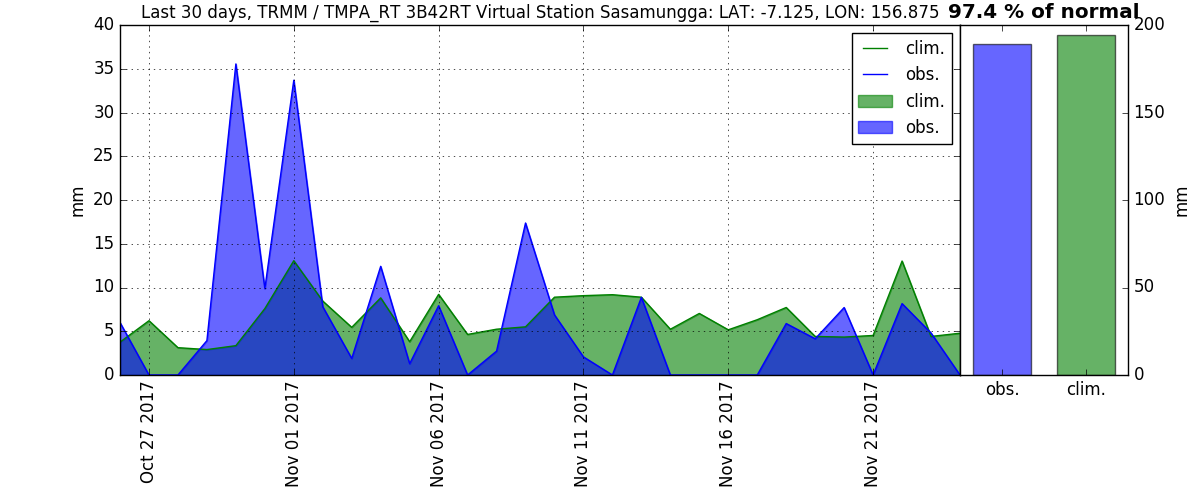 Last 30 days, TRMM / TMPA_RT 3B42RT Virtual Station Sasamungga: LAT: -7.125, LON: 156.875
97.4 % of normal
40
35
30
25
20
15
10
5
0
mm
clim.
obs.
clim.
obs.
Oct 27 2017
Nov 01 2017
Nov 06 2017
Nov 11 2017
Nov 16 2017
Nov 21 2017
200
150
100
50
0
mm
obs.
clim.